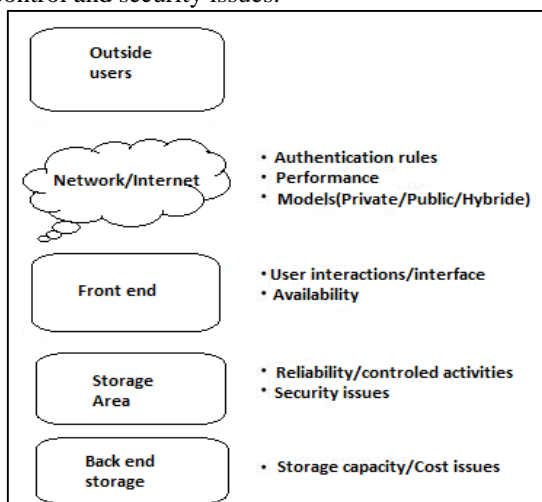 control and security issues.
Outside
users
Network/Internet
• Authentication rules
• Performance
• Models(Private/Public/Hybride)
Front end
• User interactions/interface
• Availability
Storage
Area
• Reliability/controled activities
• Security issues
Back end
storage
• Storage capacity/Cost issues